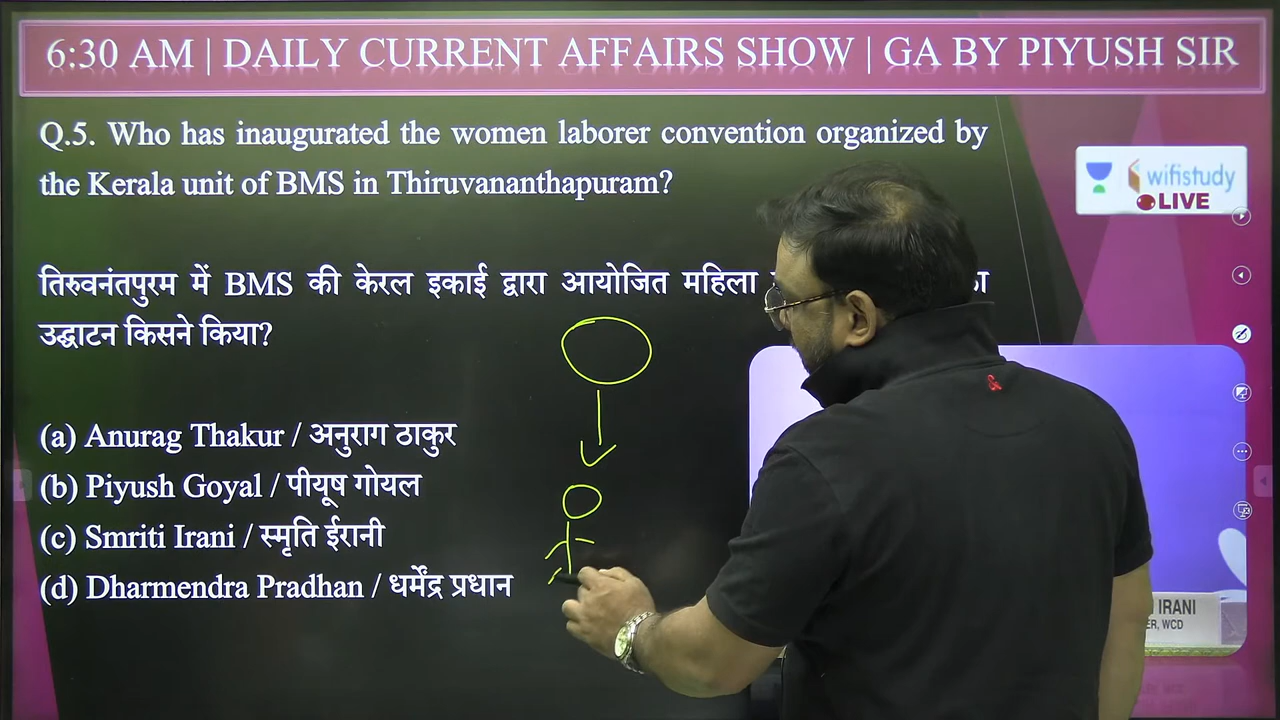 6:30 AM | DAILY CURRENT AFFAIRS SHOW | GA BY PIYUSH SIR
Q.5. Who has inaugurated the women laborer convention organized by
the Kerala unit of BMS in Thiruvananthapuram?
wifistudy
LIVE
तिरुवनंतपुरम में BMS की केरल इकाई द्वारा आयोजित महिला
उद्घाटन किसने किया?
(a) Anurag Thakur / अनुराग ठाकुर
(b) Piyush Goyal / पीयूष गोयल
(c) Smriti Irani / स्मृति ईरानी
(d) Dharmendra Pradhan / धर्मेंद्र प्रधान
IRANI
ER, WCD